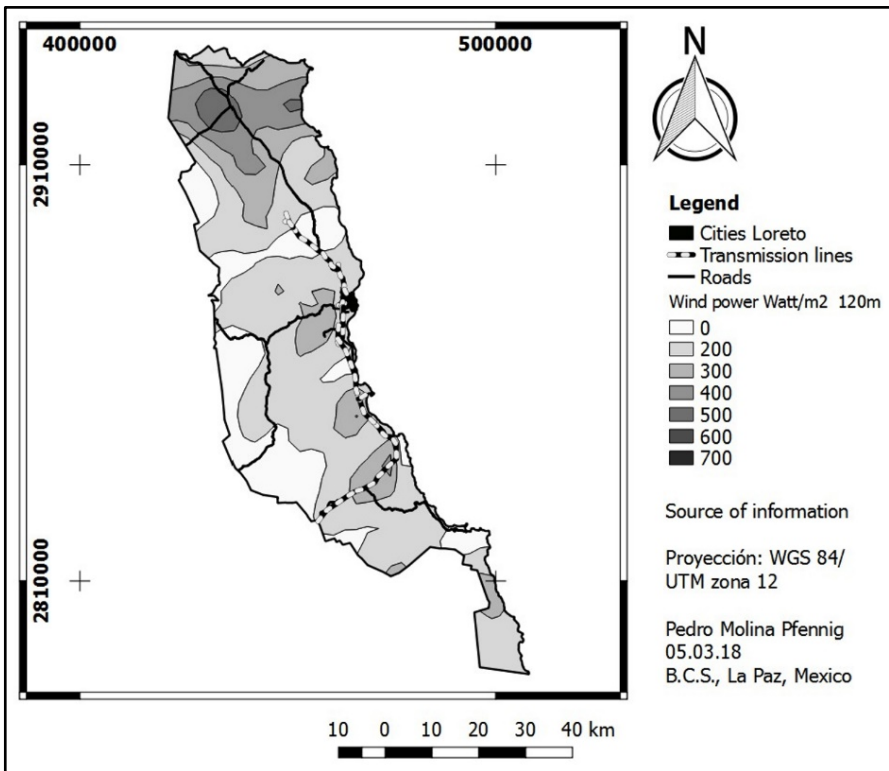 400000
500000
2910000
2810000
N
Legend
Cities Loreto
Transmission lines
Roads
Wind power Watt/m2 120m
0
200
300
400
500
600
700
Source of information
Proyección: WGS 84/
UTM zona 12
Pedro Molina Pfennig
05.03.18
B.C.S., La Paz, Mexico
10 0 10 20 30 40 km